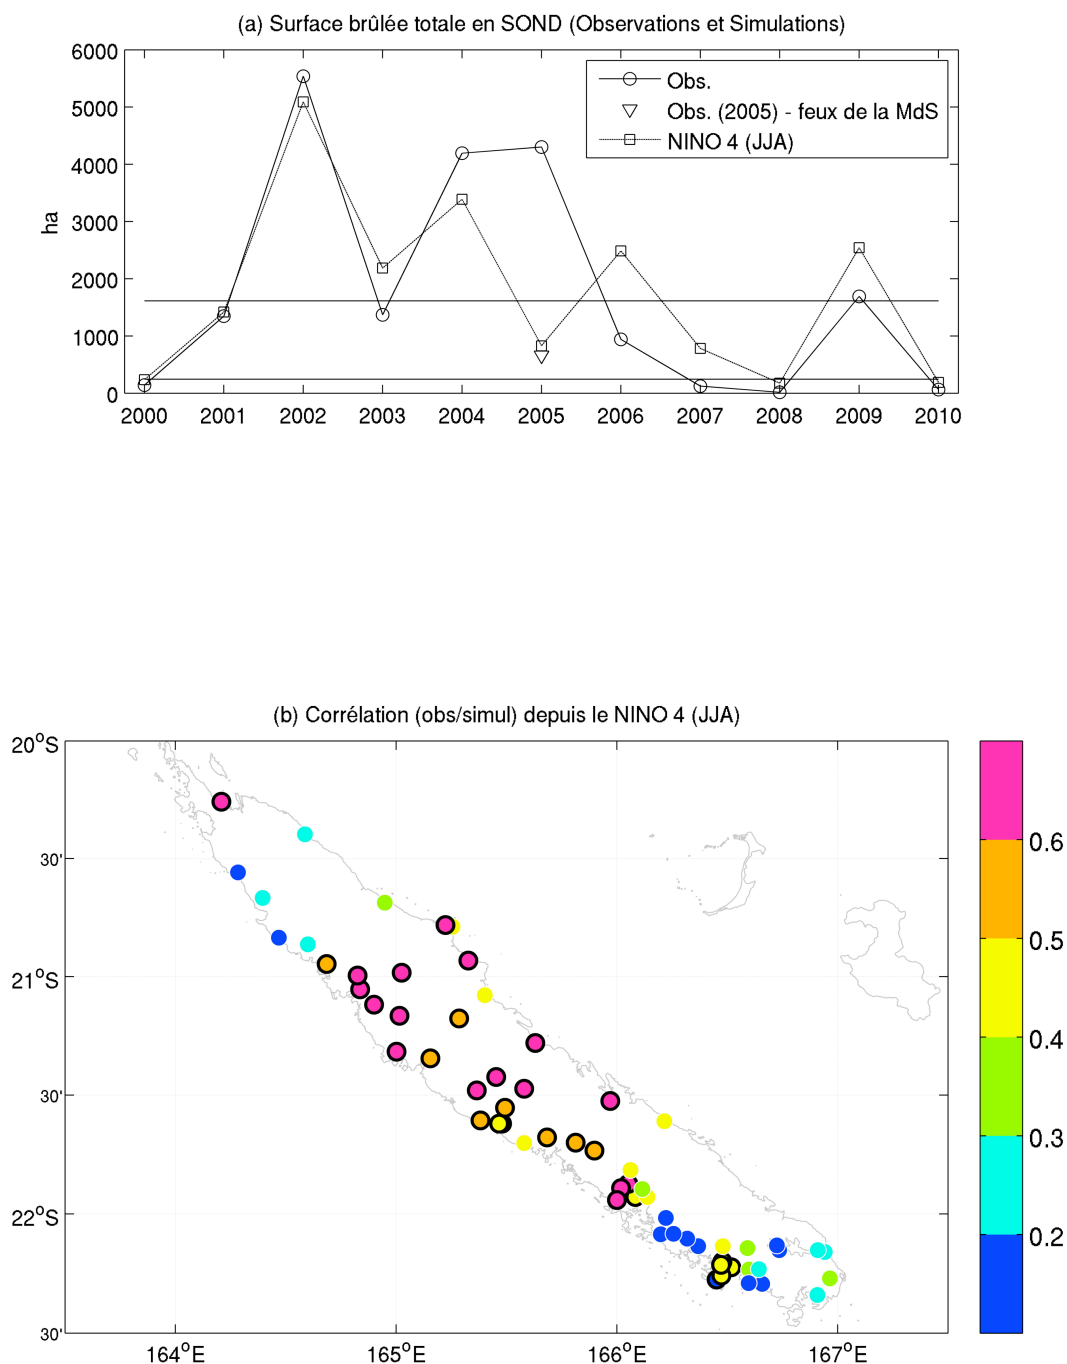 (a) Surface brûlée totale en SOND (Observations et Simulations)
6000
5000
4000
3000
2000
1000
0
ha
Obs.
Obs. (2005) - feux de la MdS
NINO 4 (JJA)
2000 2001 2002 2003 2004 2005 2006 2007 2008 2009 2010
(b) Corrélation (obs/simul) depuis le NINO 4 (JJA)
20°S
30'
21°S
30'
22°S
30'
164°E 165°E 166°E 167°E
0.6
0.5
0.4
0.3
0.2